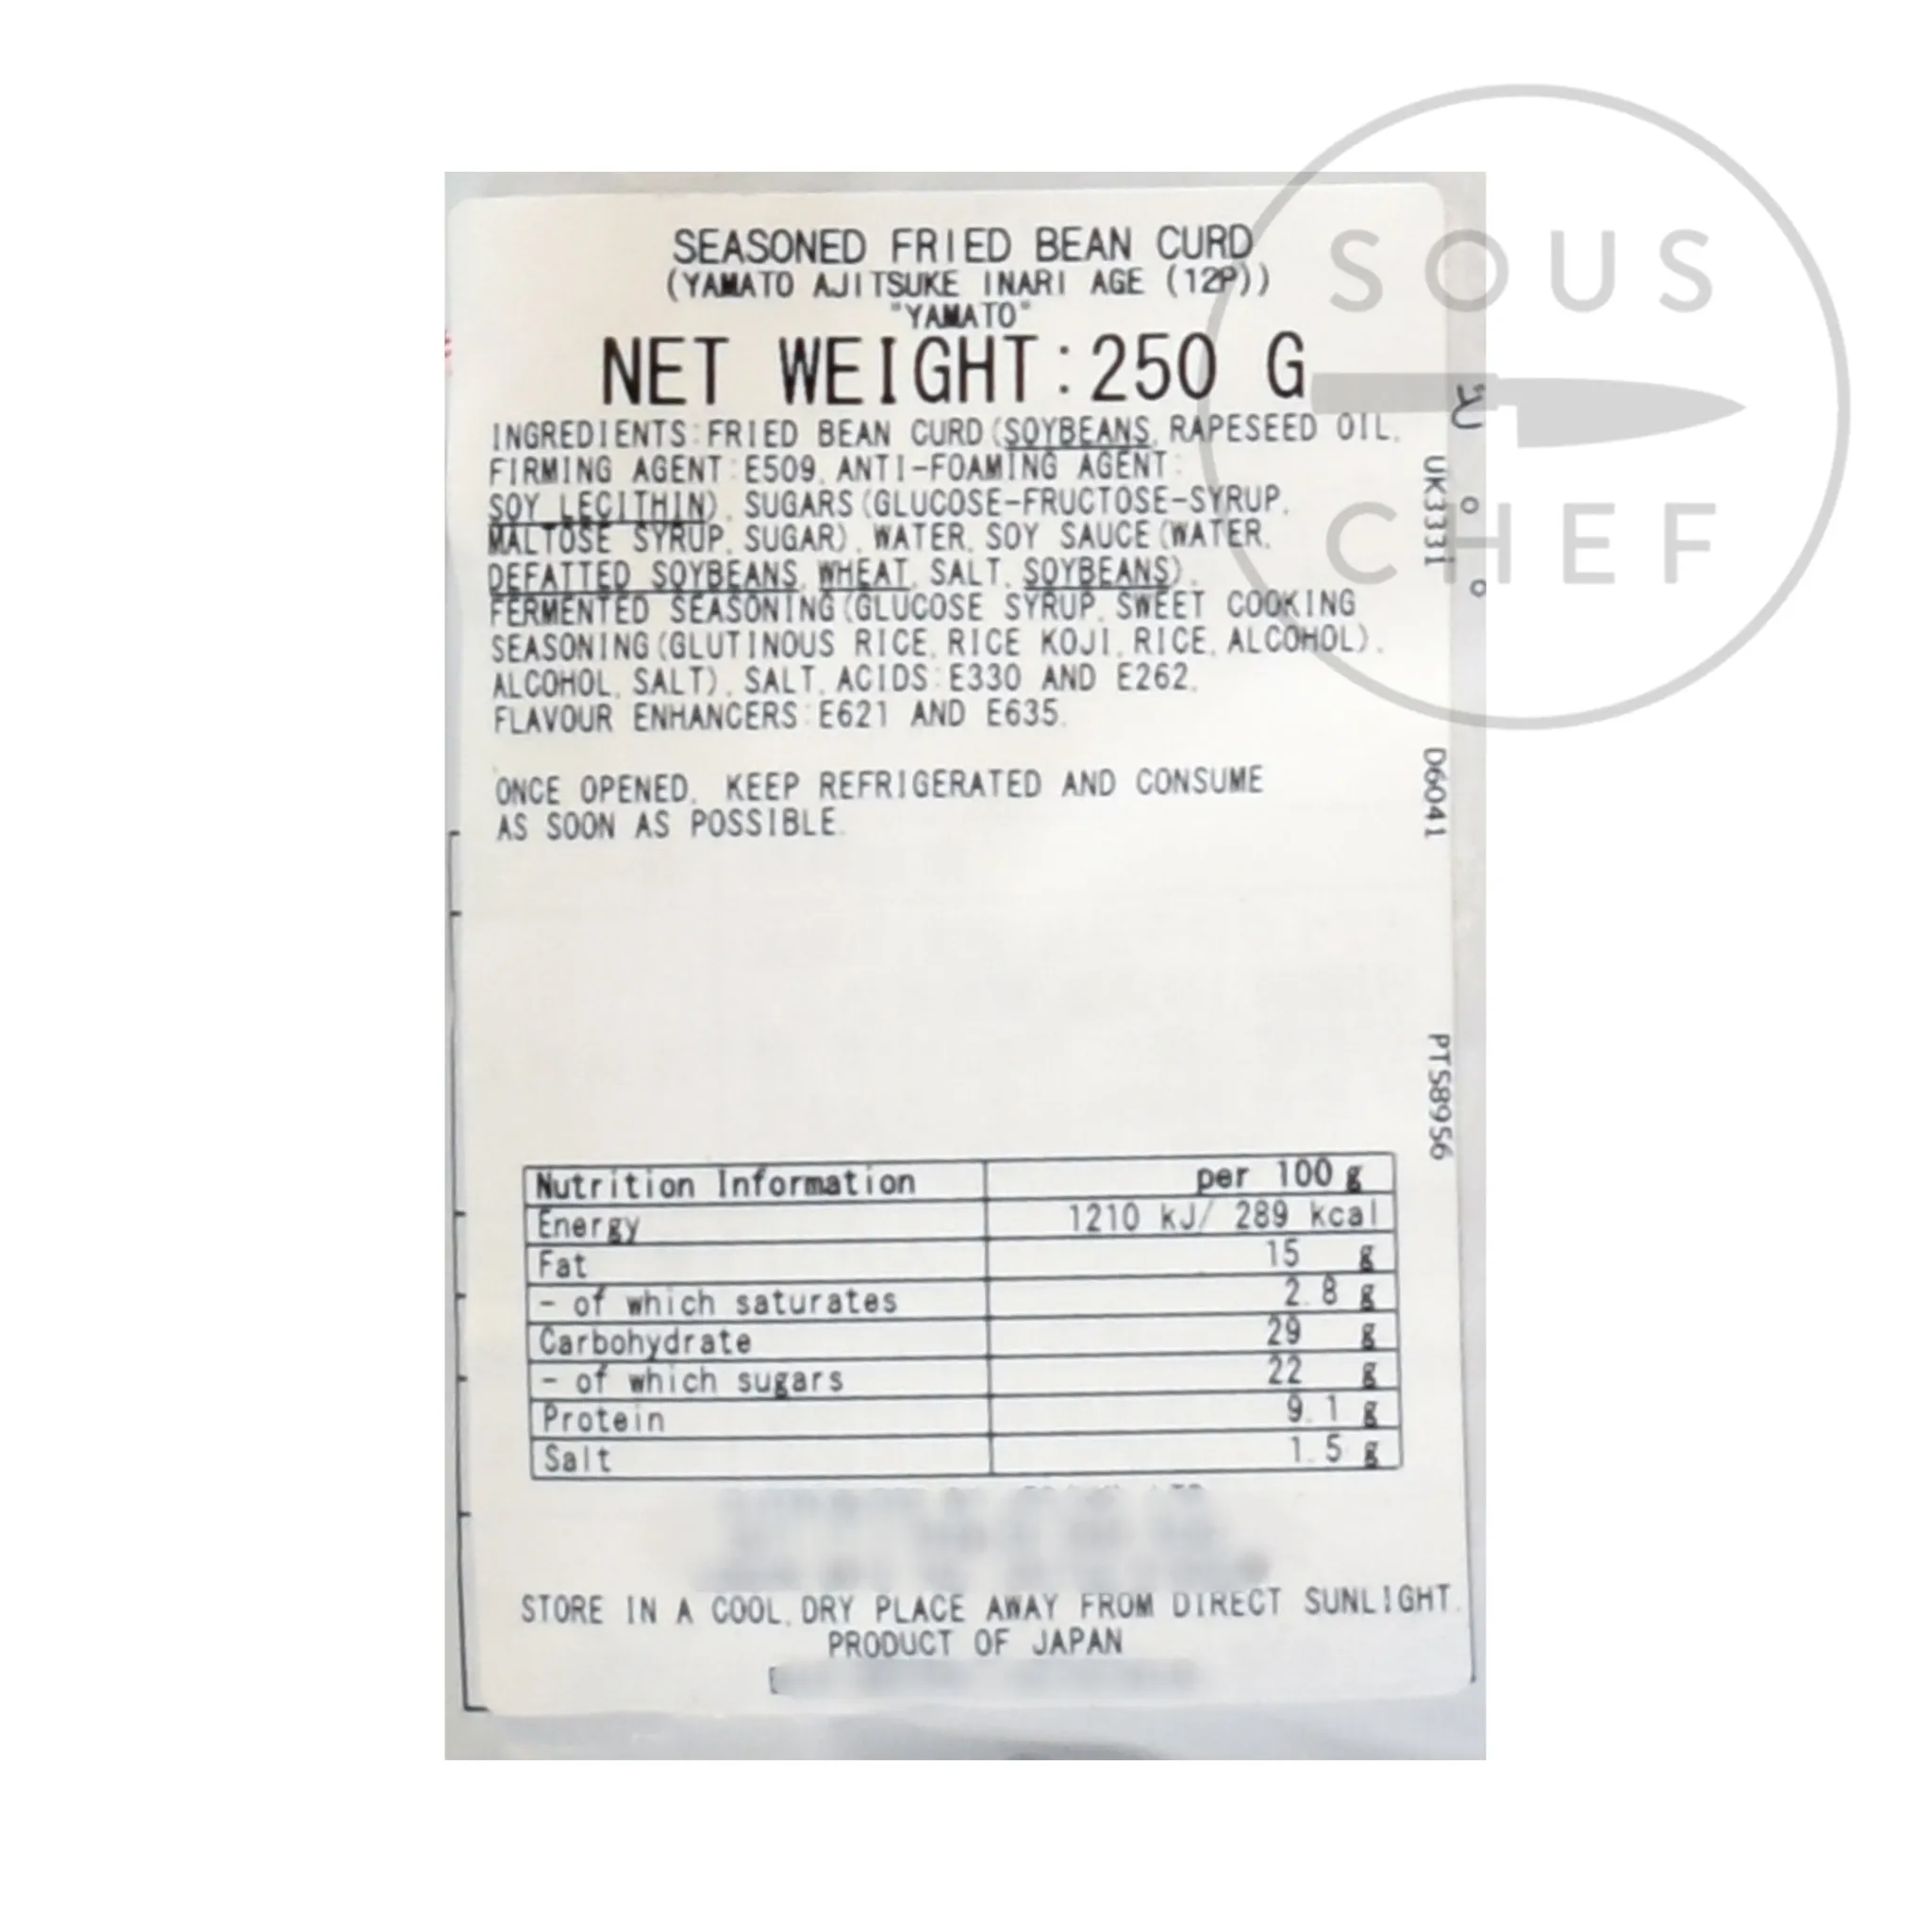 SOUS
CHEF
SEASONED FRIED BEAN CURD
(YAMATO AJITSUKE INARI AGE (12P))
"YAMATO"
NET WEIGHT:250 G
INGREDIENTS:FRIED BEAN CURD(SOYBEANS, RAPESEED OIL,
FIRMING AGENT:E509, ANTI-FOAMING AGENT:
SOY LECITHIN), SUGARS(GLUCOSE-FRUCTOSE-SYRUP,
MALTOSE SYRUP, SUGAR), WATER, SOY SAUCE(WATER,
DEFATTED SOYBEANS, WHEAT, SALT, SOYBEANS),
FERMENTED SEASONING(GLUCOSE SYRUP, SWEET COOKING
SEASONING(GLUTINOUS RICE, RICE KOJI, RICE, ALCOHOL),
ALCOHOL, SALT), SALT, ACIDS:E330 AND E262,
FLAVOUR ENHANCERS:E621 AND E635.
ONCE OPENED, KEEP REFRIGERATED AND CONSUME
AS SOON AS POSSIBLE.
UK3331
D6041
PT58956
Nutrition Information per 100 g
Energy 1210 kJ/ 289 kcal
Fat 15 g
- of which saturates 2.8 g
Carbohydrate 29 g
- of which sugars 22 g
Protein 9.1 g
Salt 1.5 g
STORE IN A COOL, DRY PLACE AWAY FROM DIRECT SUNLIGHT.
PRODUCT OF JAPAN